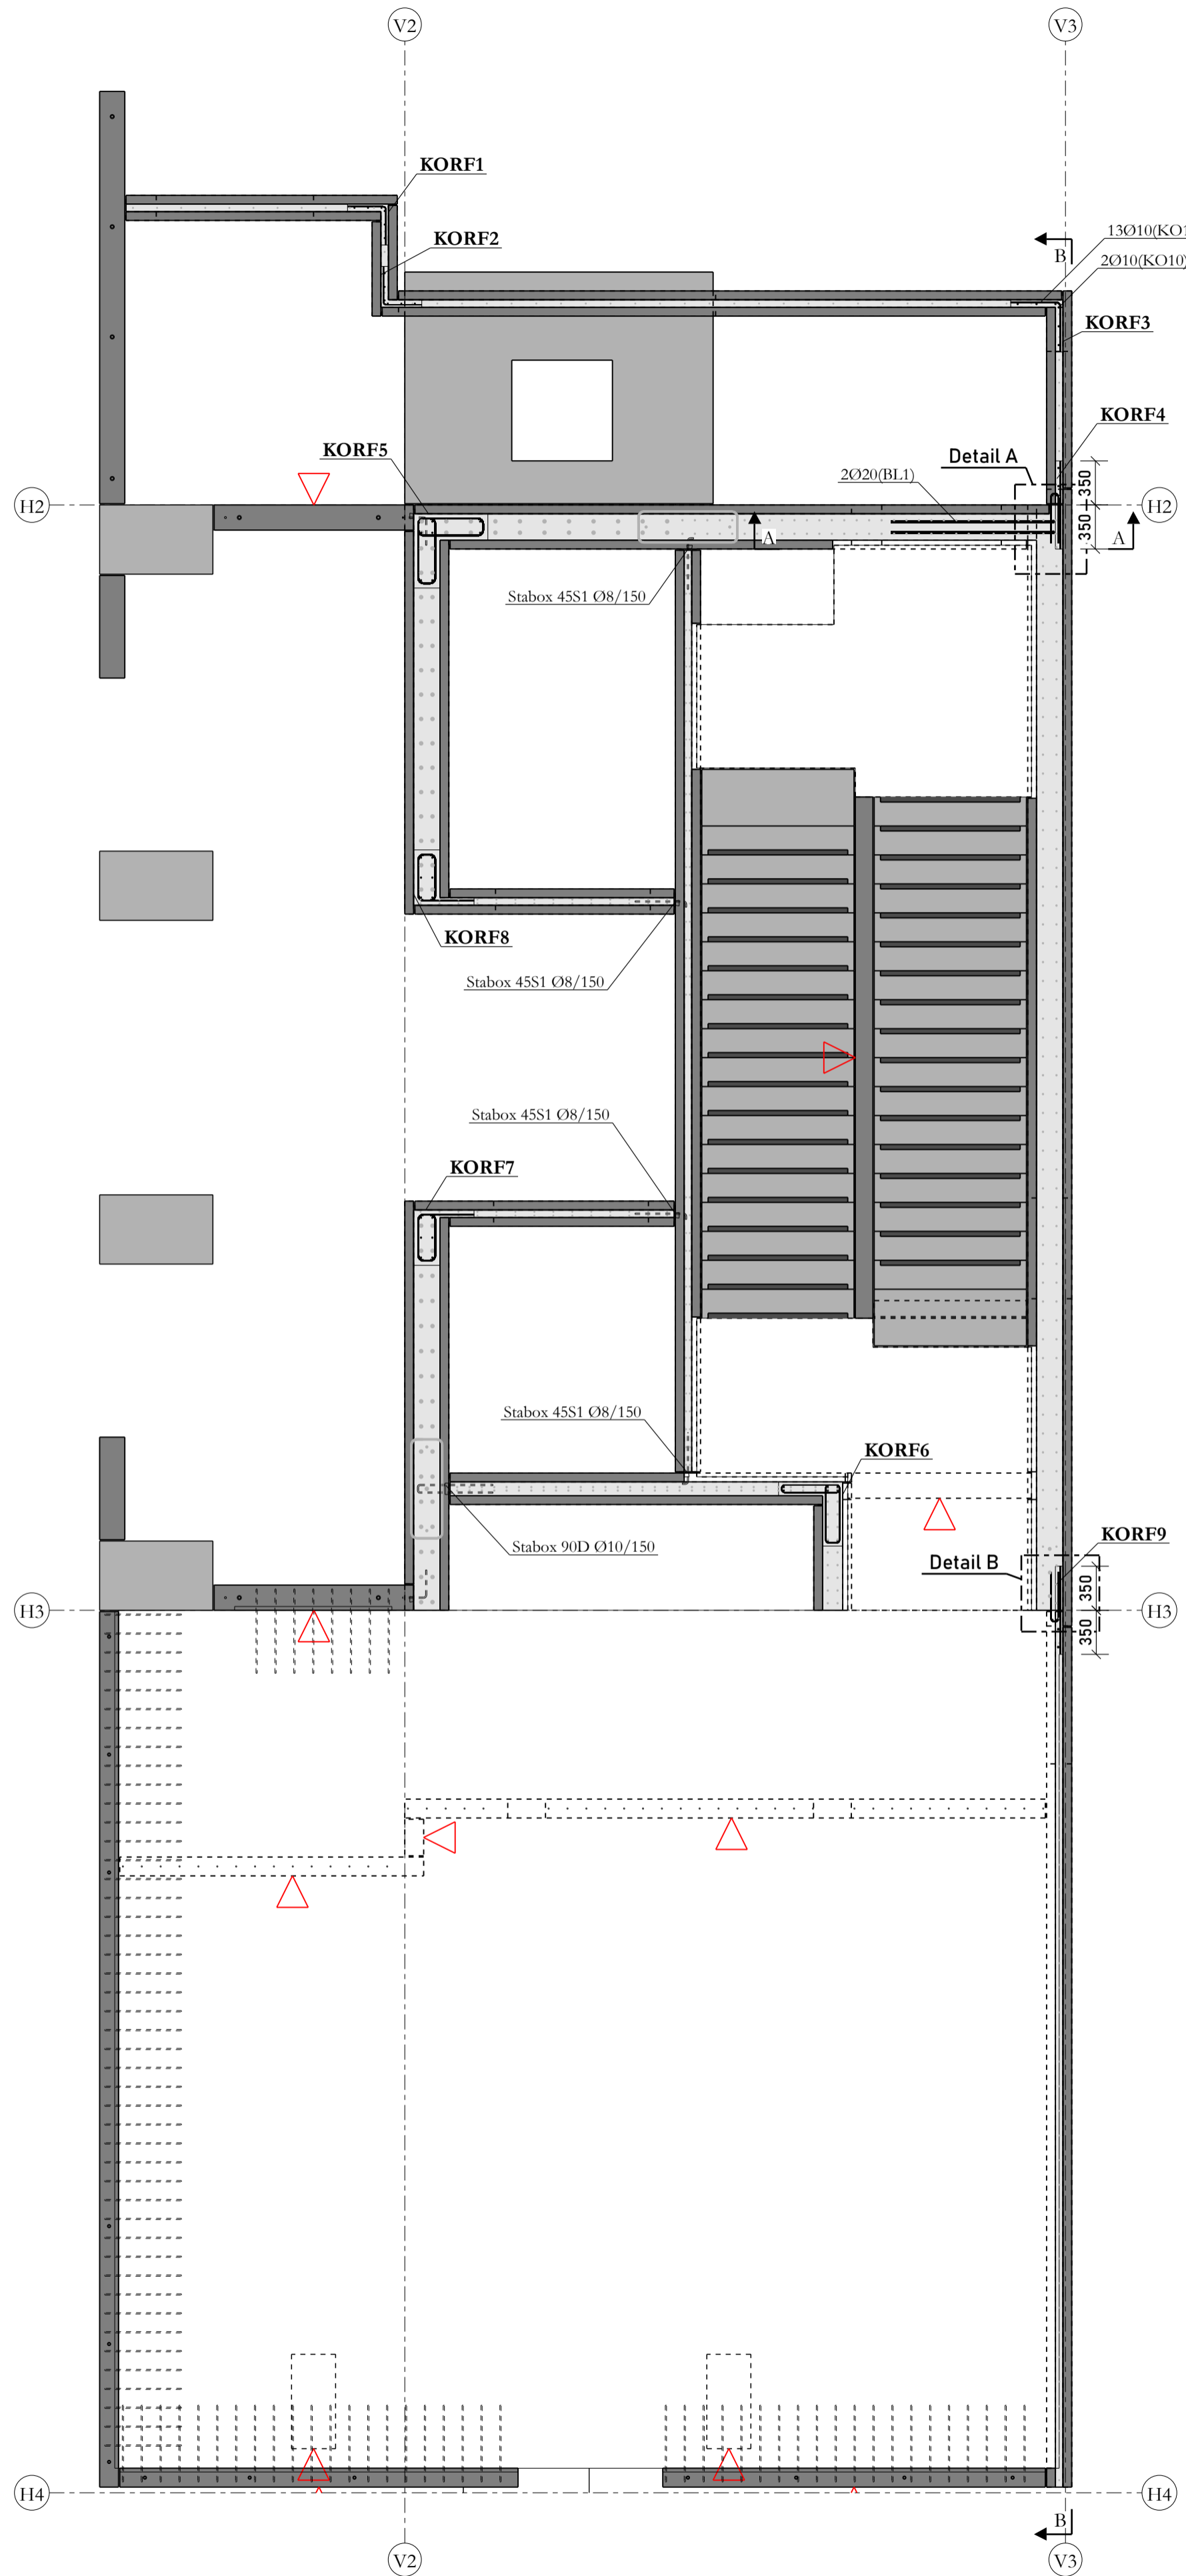 V2
V3
KORF1
13Ø10(KO1
B
KORF2
2Ø10(KO10)
KORF3
KORF4
KORF5
Detail A
2Ø20(BL1)
350
H2
H2
350
A
A
Stabox 45S1 Ø8/150
KORF8
Stabox 45S1 Ø8/150
Stabox 45S1 Ø8/150
KORF7
Stabox 45S1 Ø8/150
KORF6
KORF9
Stabox 90D Ø10/150
Detail B
350
H3
H3
350
H4
H4
B
V2
V3